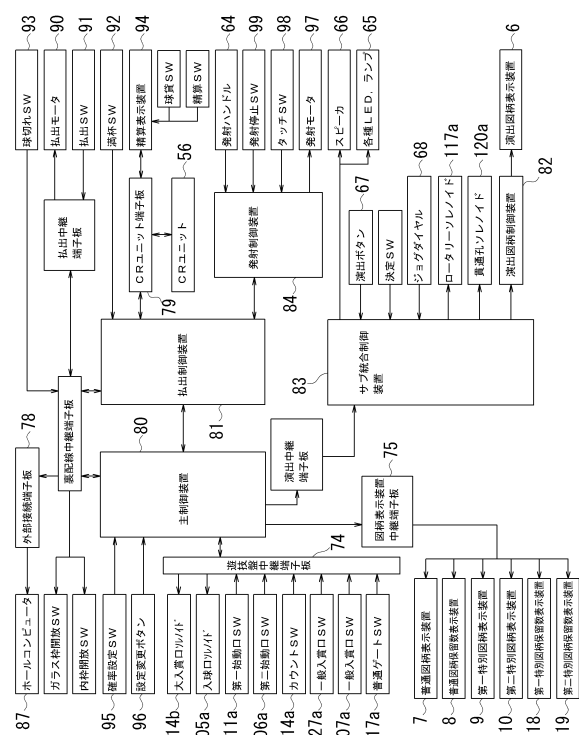 93
球切れSW
90
払出モータ
91
払出SW
92
満杯SW
94
精算表示装置
球貸SW
精算SW
64
発射ハンドル
99
発射停止SW
98
タッチSW
97
発射モータ
66
スピーカ
65
各種LED,ランプ
6
演出図柄表示装置
払出中継
端子板
CRユニット端子板
79
56
CRユニット
発射制御装置
84
67
演出ボタン
決定SW
68
ジョグダイヤル
117a
ロータリーソレノイド
120a
貫通孔ソレノイド
82
演出図柄制御装置
78
外部接続端子板
裏配線中継端子板
80
主制御装置
81
払出制御装置
83
サブ統合制御
装置
演出中継
端子板
75
図柄表示装置
中継端子板
74
遊技盤中継端子板
87
ホールコンピュータ
ガラス枠開放SW
内枠開放SW
95
確率設定SW
96
設定変更ボタン
14b
大入賞口ソレノイド
05a
入球口ソレノイド
11a
第一始動口SW
06a
第二始動口SW
14a
カウントSW
27a
一般入賞口SW
07a
一般入賞口SW
17a
普通ゲートSW
7
普通図柄表示装置
8
普通図柄保留数表示装置
9
第一特別図柄表示装置
10
第二特別図柄表示装置
18
第一特別図柄保留数表示装置
19
第二特別図柄保留数表示装置